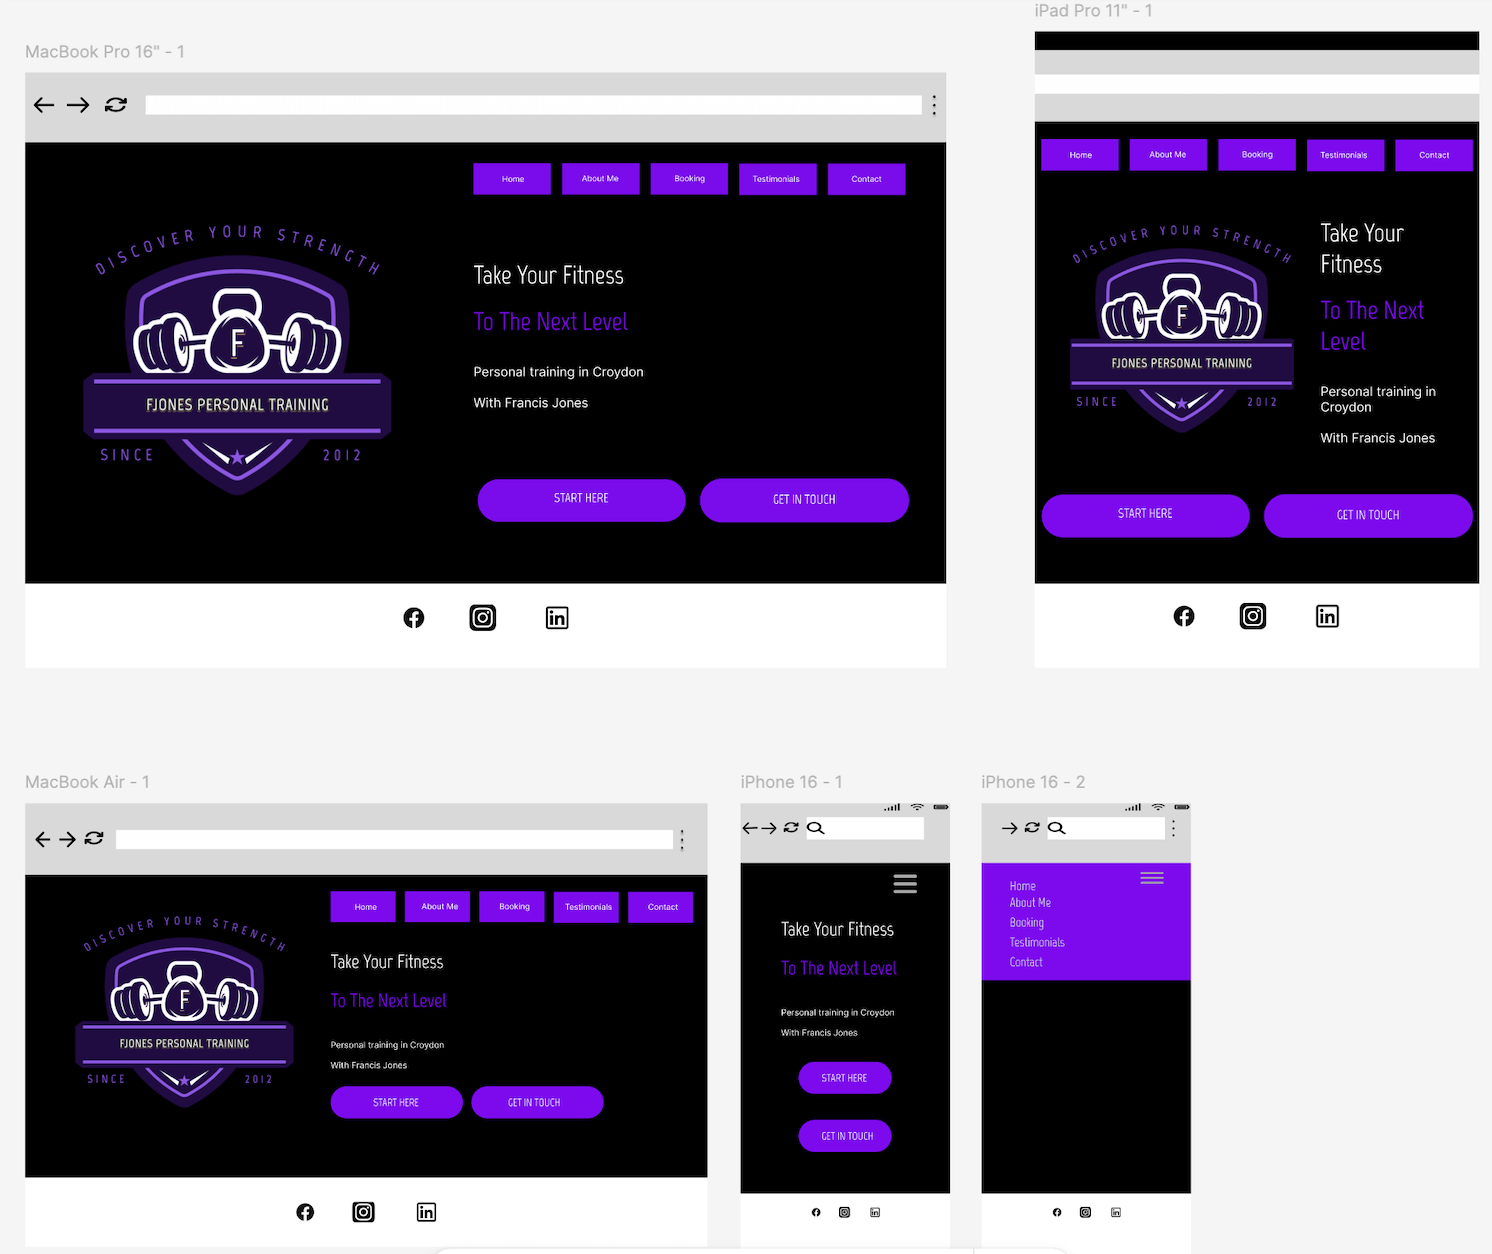 iPad Pro 11" - 1
MacBook Pro 16" - 1
Home About Me Booking Testimonials Contact
DISCOVER YOUR STRENGTH
F
FJONES PERSONAL TRAINING
SINCE 2012
Take Your Fitness
To The Next Level
Personal training in Croydon
With Francis Jones
START HERE GET IN TOUCH
Home About Me Booking Testimonials Contact
DISCOVER YOUR STRENGTH
F
FJONES PERSONAL TRAINING
SINCE 2012
Take Your
Fitness
To The Next
Level
Personal training in
Croydon
With Francis Jones
START HERE GET IN TOUCH
in
in
MacBook Air - 1
Home About Me Booking Testimonials Contact
DISCOVER YOUR STRENGTH
F
FJONES PERSONAL TRAINING
SINCE 2012
Take Your Fitness
To The Next Level
Personal training in Croydon
With Francis Jones
START HERE GET IN TOUCH
in
iPhone 16 - 1
Take Your Fitness
To The Next Level
Personal training in Croydon
With Francis Jones
START HERE
GET IN TOUCH
in
iPhone 16 - 2
Home
About Me
Booking
Testimonials
Contact
in